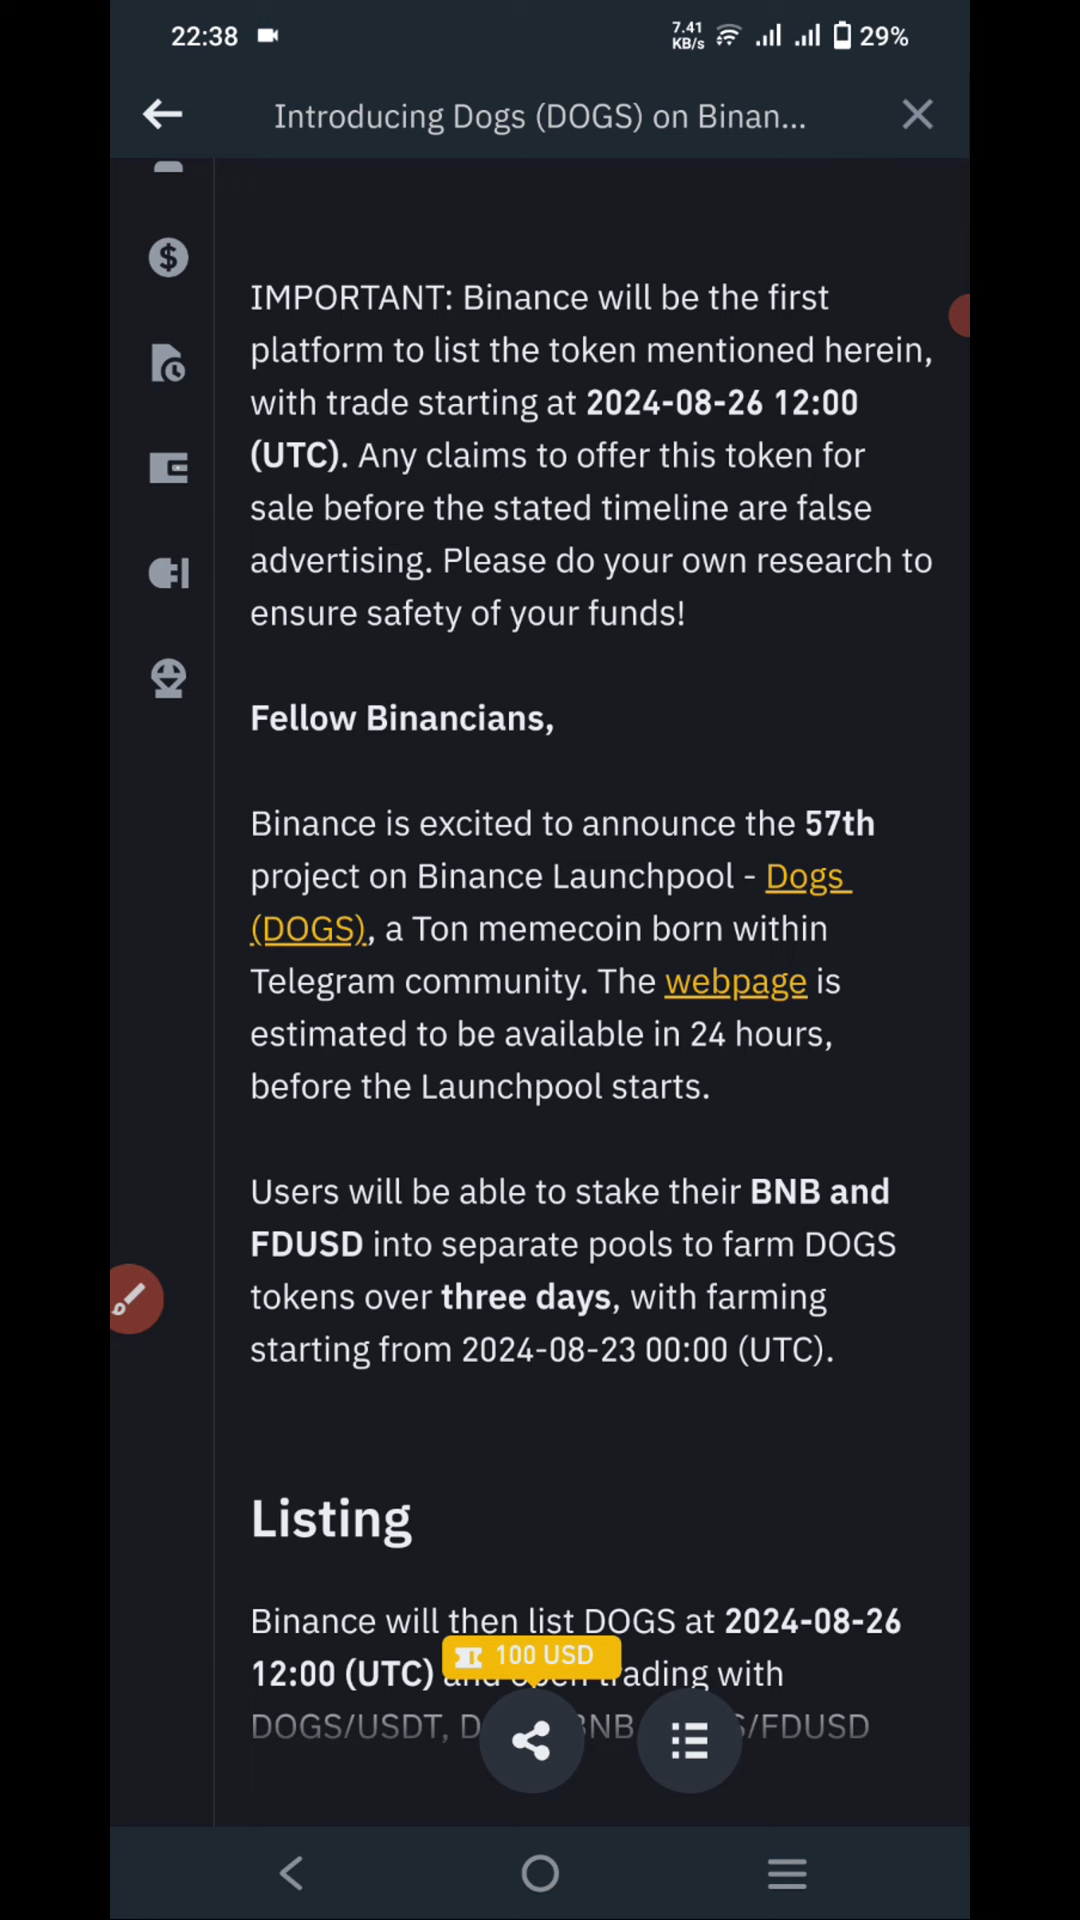 22:38
7.41
KB/s
29%
Introducing Dogs (DOGS) on Binan...
IMPORTANT: Binance will be the first
platform to list the token mentioned herein,
with trade starting at 2024-08-26 12:00
(UTC). Any claims to offer this token for
sale before the stated timeline are false
advertising. Please do your own research to
ensure safety of your funds!
Fellow Binancians,
Binance is excited to announce the 57th
project on Binance Launchpool - Dogs
(DOGS), a Ton memecoin born within
Telegram community. The webpage is
estimated to be available in 24 hours,
before the Launchpool starts.
Users will be able to stake their BNB and
FDUSD into separate pools to farm DOGS
tokens over three days, with farming
starting from 2024-08-23 00:00 (UTC).
Listing
Binance will then list DOGS at 2024-08-26
100 USD
12:00 (UTC) and open trading with
DOGS/USDT, D BNB /FDUSD